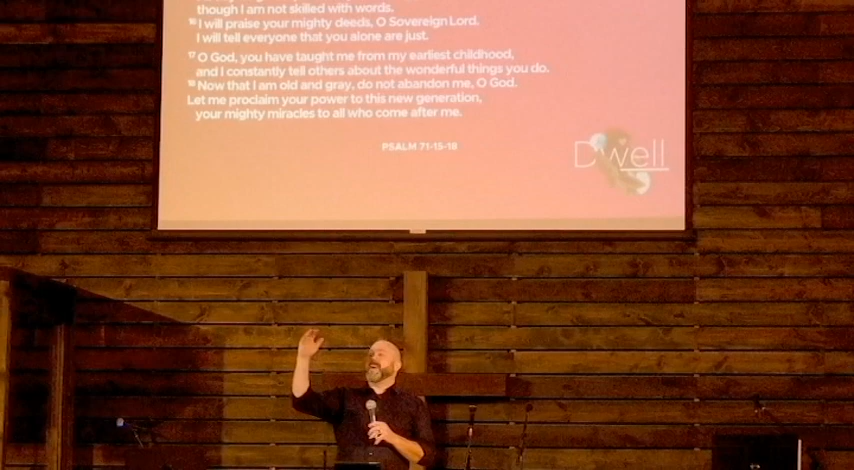 though I am not skilled with words.
16 I will praise your mighty deeds, O Sovereign Lord.
I will tell everyone that you alone are just.
17 O God, you have taught me from my earliest childhood,
and I constantly tell others about the wonderful things you do.
18 Now that I am old and gray, do not abandon me, O God.
Let me proclaim your power to this new generation,
your mighty miracles to all who come after me.
PSALM 71-15-18
Dwell